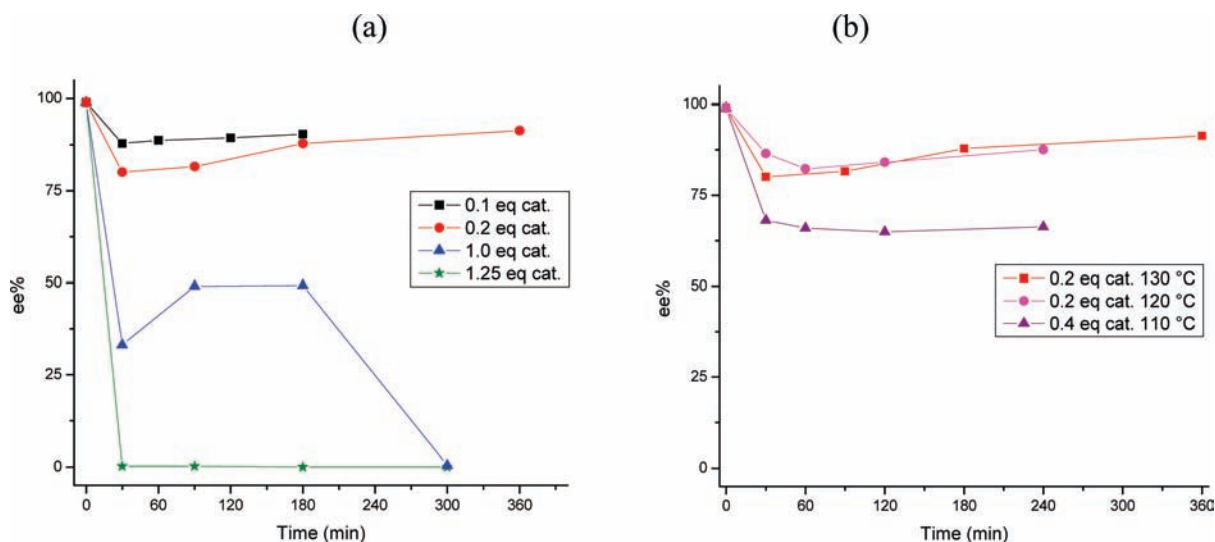 (a)
100
75
50
25
0
ee%
0.1 eq cat.
0.2 eq cat.
1.0 eq cat.
1.25 eq cat.
0 60 120 180 240 300 360
Time (min)
(b)
100
75
50
25
0
ee%
0.2 eq cat. 130 °C
0.2 eq cat. 120 °C
0.4 eq cat. 110 °C
0 60 120 180 240 300 360
Time (min)